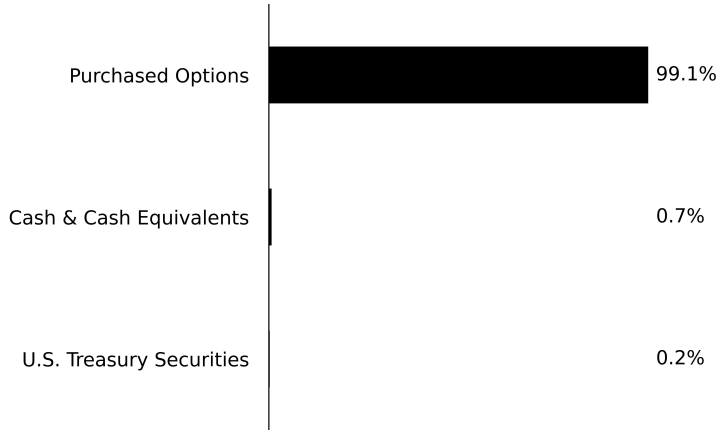 Purchased Options 99.1%
Cash & Cash Equivalents 0.7%
U.S. Treasury Securities 0.2%